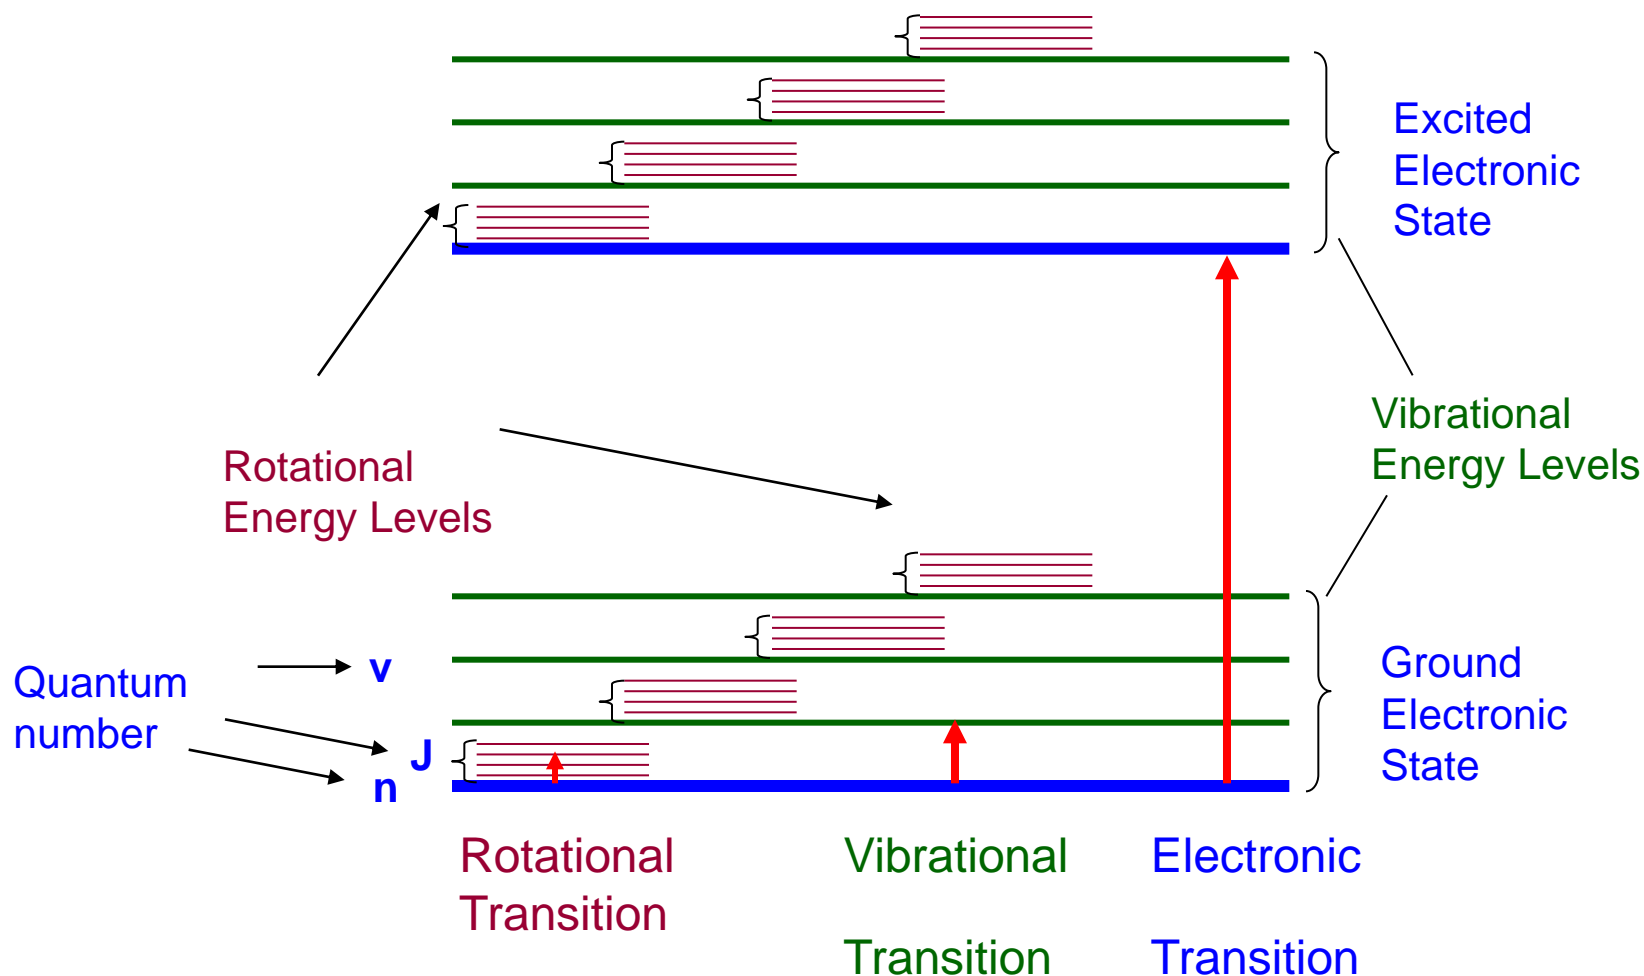 Excited
Electronic
State
Vibrational
Energy Levels
Rotational
Energy Levels
Quantum
number
v
J
n
Ground
Electronic
State
Rotational
Transition
Vibrational
Transition
Electronic
Transition